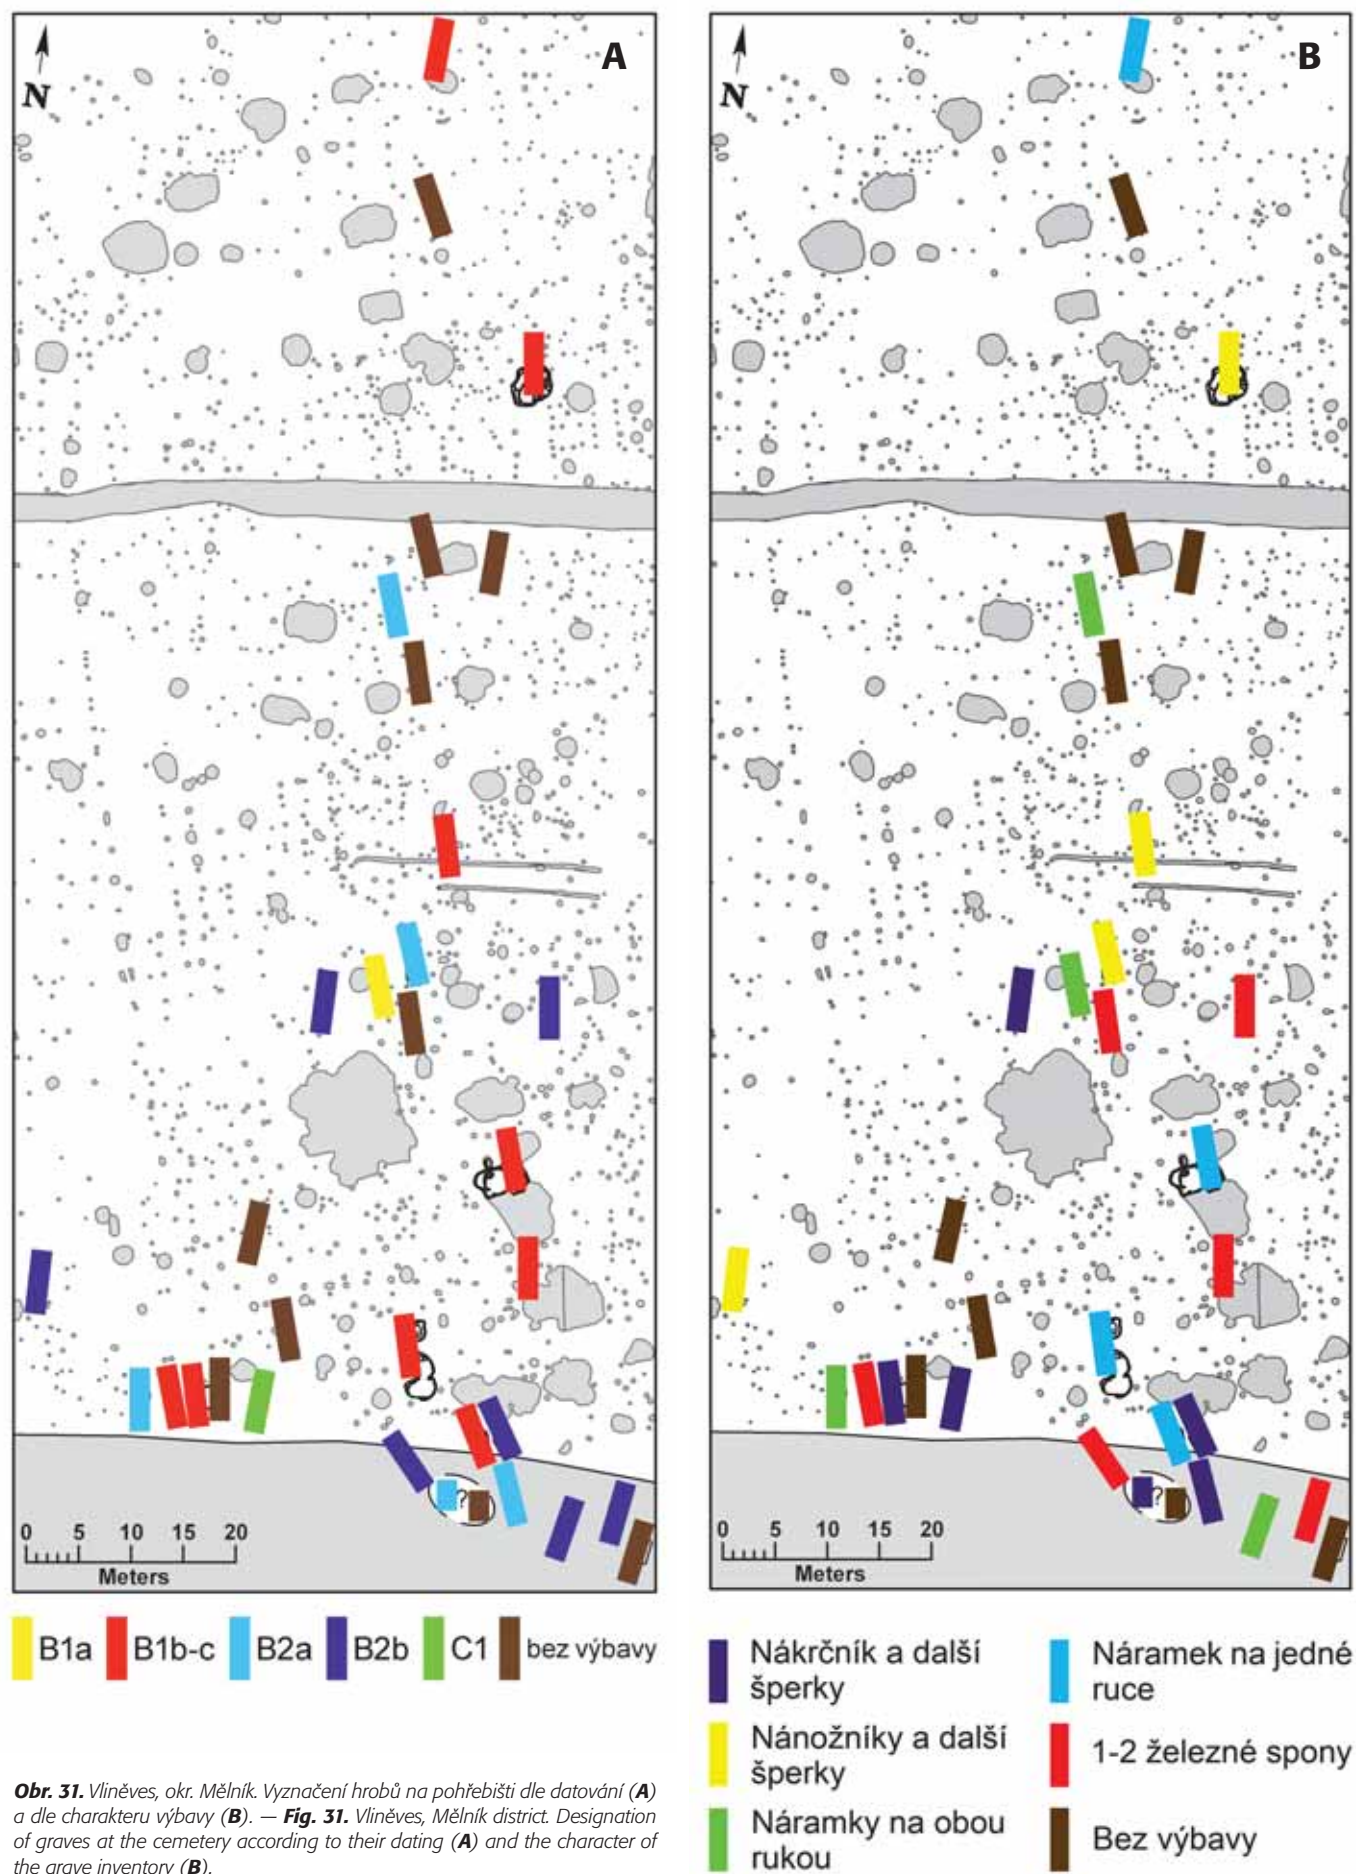 A
N
0 5 10 15 20
Meters
B1a B1b-c B2a B2b C1 bez výbavy
B
N
0 5 10 15 20
Meters
Nákrčník a další
šperky
Nánožníky a další
šperky
Náramky na obou
rukou
Náramek na jedné
ruce
1-2 železné spony
Bez výbavy
?
?
Obr. 31. Vliněves, okr. Mělník. Vyznačení hrobů na pohřebišti dle datování (A)
a dle charakteru výbavy (B). — Fig. 31. Vliněves, Mělník district. Designation
of graves at the cemetery according to their dating (A) and the character of
the grave inventory (B).